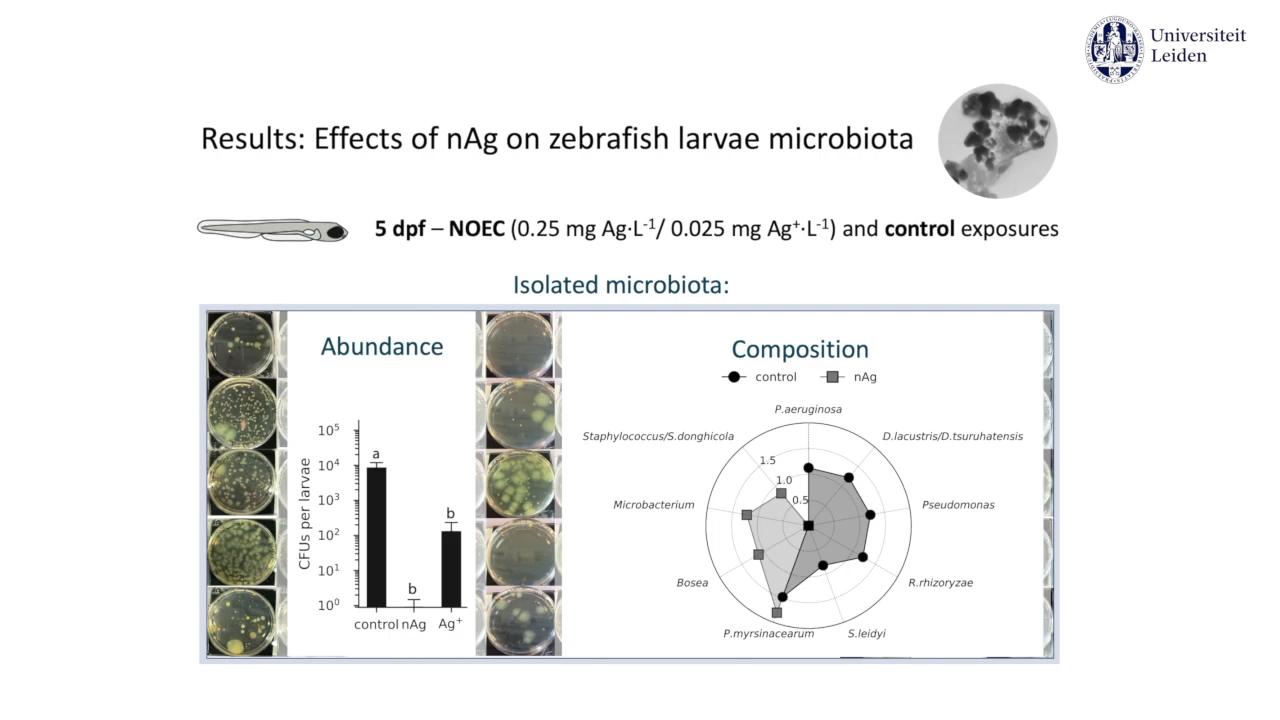 Universiteit
Leiden
Results: Effects of nAg on zebrafish larvae microbiota
5 dpf – NOEC (0.25 mg Ag·L⁻¹/ 0.025 mg Ag⁺·L⁻¹) and control exposures
Isolated microbiota:
Abundance
CFUs per larvae
10⁵
10⁴
10³
10²
10¹
10⁰
a
b
b
control nAg Ag⁺
Composition
control nAg
P.aeruginosa
Staphylococcus/S.donghicola
D.lacustris/D.tsuruhatensis
1.5
1.0
0.5
Microbacterium
Pseudomonas
Bosea
R.rhizoryzae
P.myrsinacearum
S.leidyi